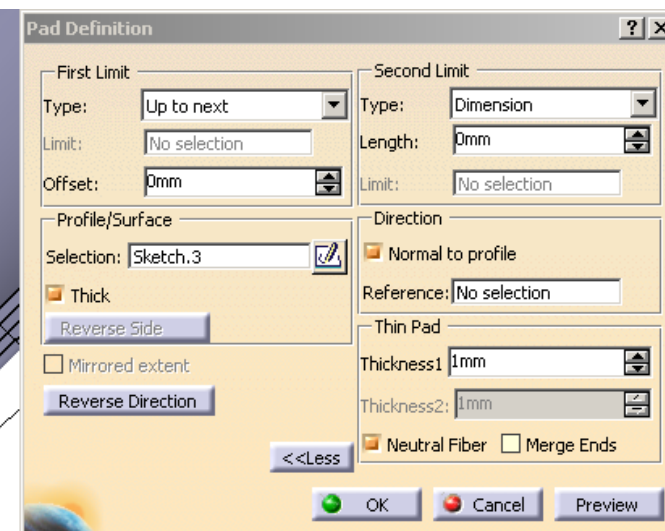 Pad Definition
First Limit
Type: Up to next
Limit: No selection
Offset: 0mm
Profile/Surface
Selection: Sketch.3
Thick
Reverse Side
Mirrored extent
Reverse Direction
<<Less
Second Limit
Type: Dimension
Length: 0mm
Limit: No selection
Direction
Normal to profile
Reference: No selection
Thin Pad
Thickness1 1mm
Thickness2: 1mm
Neutral Fiber Merge Ends
OK Cancel Preview